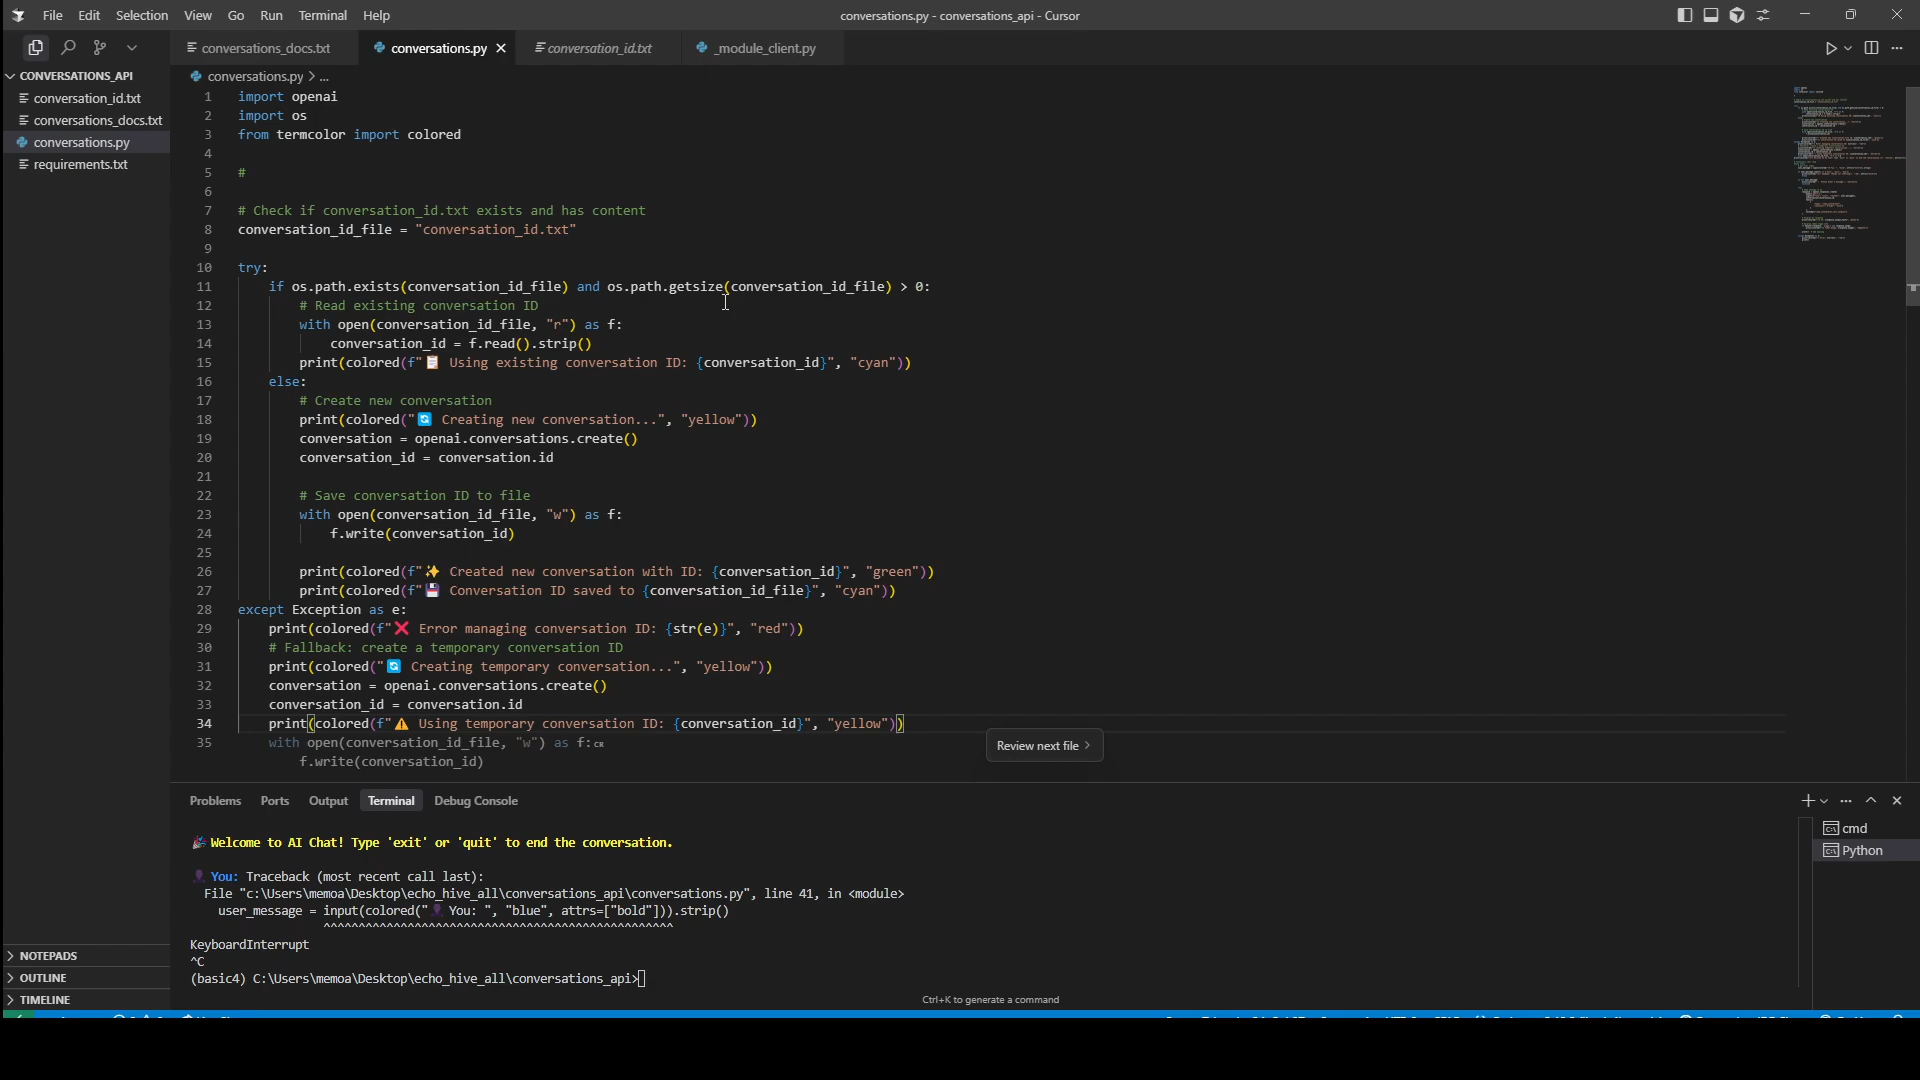 File Edit Selection View Go Run Terminal Help
conversations.py - conversations_api - Cursor
conversations_docs.txt
conversations.py
conversation_id.txt
_module_client.py
CONVERSATIONS_API
conversation_id.txt
conversations_docs.txt
conversations.py
requirements.txt
NOTEPADS
OUTLINE
TIMELINE
conversations.py > ...
1 import openai
2 import os
3 from termcolor import colored
4
5 #
6
7 # Check if conversation_id.txt exists and has content
8 conversation_id_file = "conversation_id.txt"
9
10 try:
11 if os.path.exists(conversation_id_file) and os.path.getsize(conversation_id_file) > 0:
12 # Read existing conversation ID
13 with open(conversation_id_file, "r") as f:
14 conversation_id = f.read().strip()
15 print(colored(f"📋 Using existing conversation ID: {conversation_id}", "cyan"))
16 else:
17 # Create new conversation
18 print(colored("🔄 Creating new conversation...", "yellow"))
19 conversation = openai.conversations.create()
20 conversation_id = conversation.id
21
22 # Save conversation ID to file
23 with open(conversation_id_file, "w") as f:
24 f.write(conversation_id)
25
26 print(colored(f"✨ Created new conversation with ID: {conversation_id}", "green"))
27 print(colored(f"💾 Conversation ID saved to {conversation_id_file}", "cyan"))
28 except Exception as e:
29 print(colored(f"❌ Error managing conversation ID: {str(e)}", "red"))
30 # Fallback: create a temporary conversation ID
31 print(colored("🔄 Creating temporary conversation...", "yellow"))
32 conversation = openai.conversations.create()
33 conversation_id = conversation.id
34 print(colored(f"⚠️ Using temporary conversation ID: {conversation_id}", "yellow"))
35 with open(conversation_id_file, "w") as f:
f.write(conversation_id)
Review next file >
Problems Ports Output Terminal Debug Console
🎉 Welcome to AI Chat! Type 'exit' or 'quit' to end the conversation.
👤 You: Traceback (most recent call last):
File "c:\Users\memoa\Desktop\echo_hive_all\conversations_api\conversations.py", line 41, in <module>
user_message = input(colored("👤 You: ", "blue", attrs=["bold"])).strip()
^^^^^^^^^^^^^^^^^^^^^^^^^^^^^^^^^^^^^^^^^^^^^^
KeyboardInterrupt
^C
(basic4) C:\Users\memoa\Desktop\echo_hive_all\conversations_api>
Ctrl+K to generate a command
cmd
Python